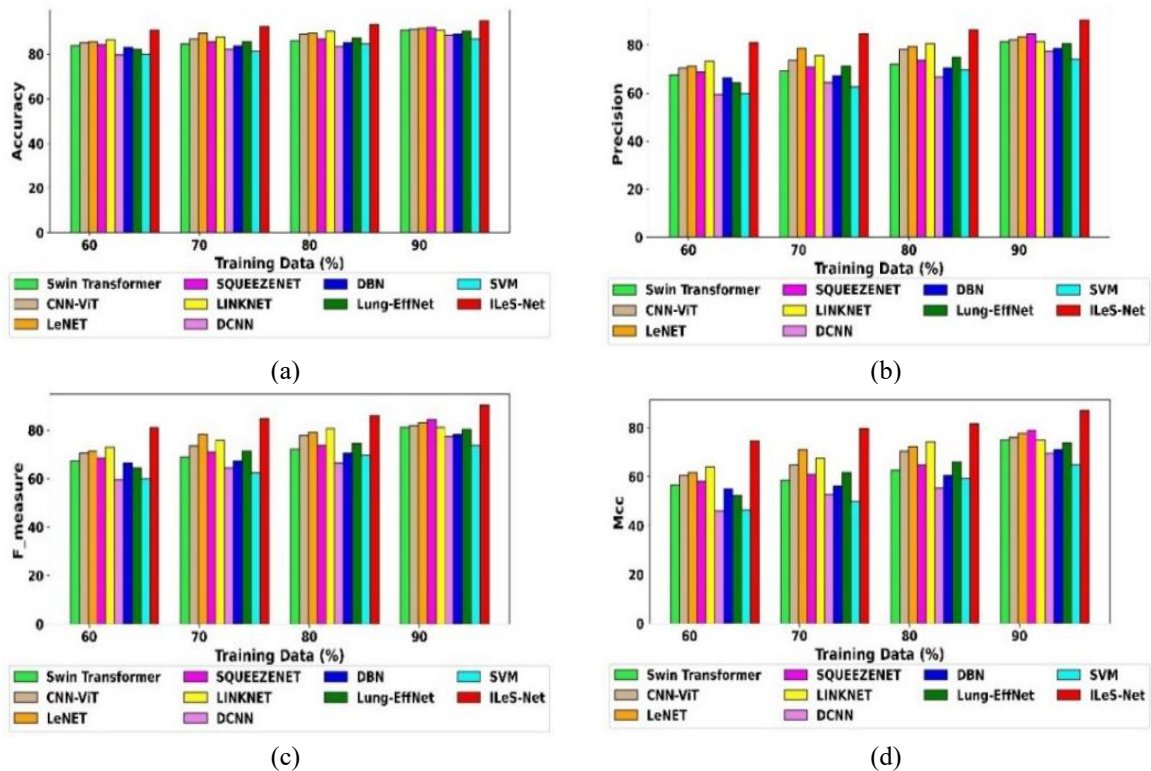 Accuracy
80
60
40
20
0
60 70 80 90
Training Data (%)
Swin Transformer SQUEEZENET DBN SVM
CNN-ViT LINKNET Lung-EffNet ILeS-Net
LeNET DCNN
(a)
Precision
80
60
40
20
0
60 70 80 90
Training Data (%)
Swin Transformer SQUEEZENET DBN SVM
CNN-ViT LINKNET Lung-EffNet ILeS-Net
LeNET DCNN
(b)
F_measure
80
60
40
20
0
60 70 80 90
Training Data (%)
Swin Transformer SQUEEZENET DBN SVM
CNN-ViT LINKNET Lung-EffNet ILeS-Net
LeNET DCNN
(c)
Mcc
80
60
40
20
0
60 70 80 90
Training Data (%)
Swin Transformer SQUEEZENET DBN SVM
CNN-ViT LINKNET Lung-EffNet ILeS-Net
LeNET DCNN
(d)